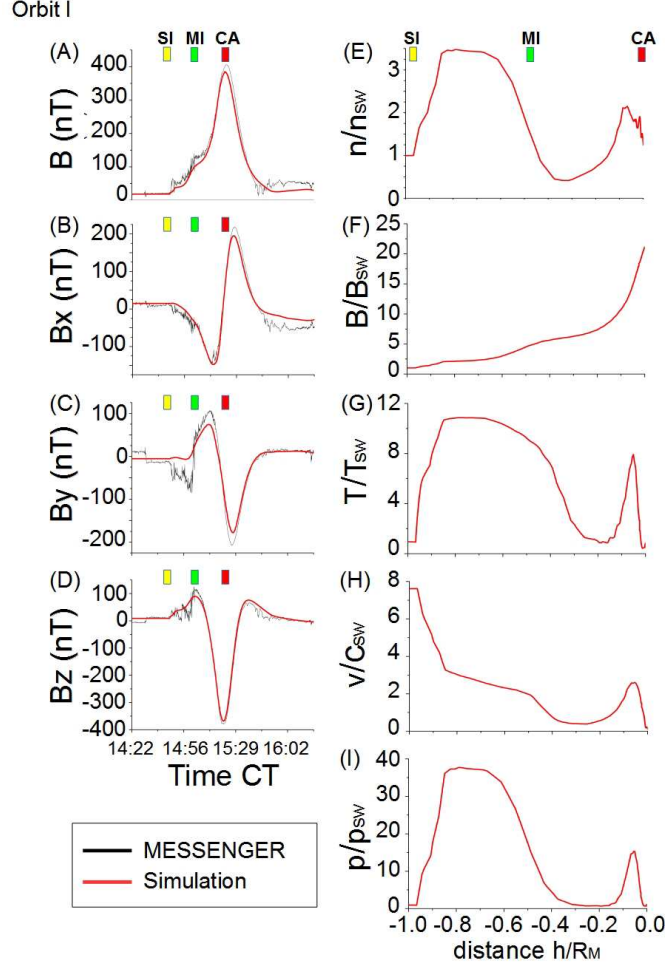 Orbit I
(A)
SI MI CA
B (nT)
400
300
200
100
0
(B)
Bx (nT)
200
100
0
-100
(C)
By (nT)
100
0
-100
-200
(D)
Bz (nT)
100
0
-100
-200
-300
-400
14:22 14:56 15:29 16:02
Time CT
MESSENGER
Simulation
(E)
SI MI CA
n/nsw
3
2
1
0
(F)
B/Bsw
25
20
15
10
5
0
(G)
T/Tsw
12
8
4
0
(H)
v/Csw
8
6
4
2
0
(I)
p/psw
40
30
20
10
0
-1.0 -0.8 -0.6 -0.4 -0.2 0.0
distance h/RM